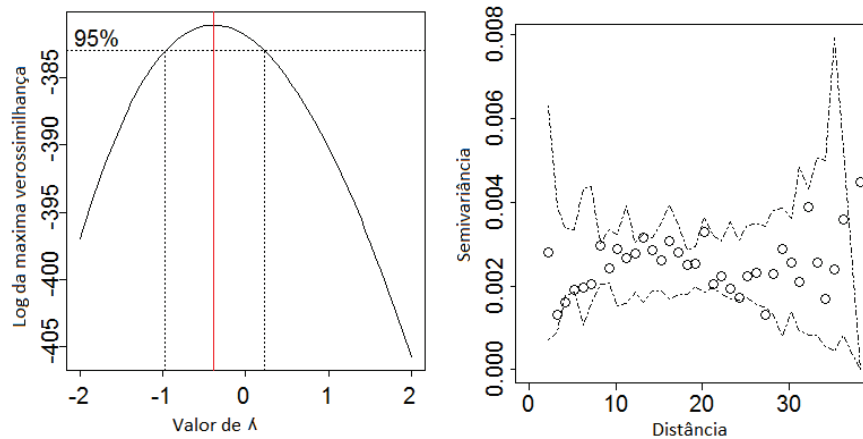 95%
-385
-390
-395
-400
-405
Log da maxima verossimilhança
-2 -1 0 1 2
Valor de ʎ
0.008
0.006
0.004
0.002
0.000
Semivariância
0 10 20 30
Distância